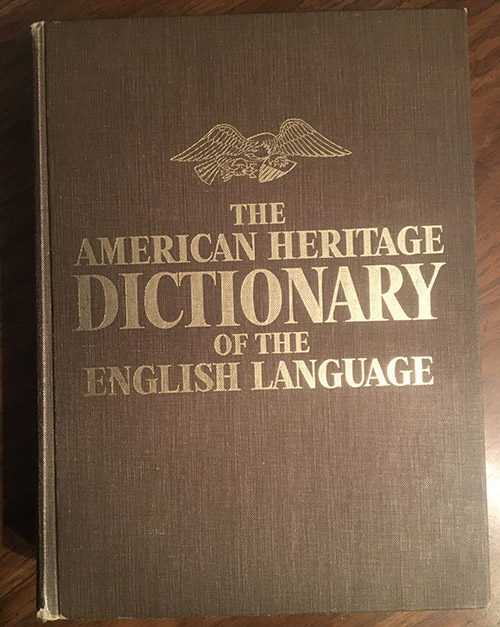 THE
AMERICAN HERITAGE
DICTIONARY
OF THE
ENGLISH LANGUAGE